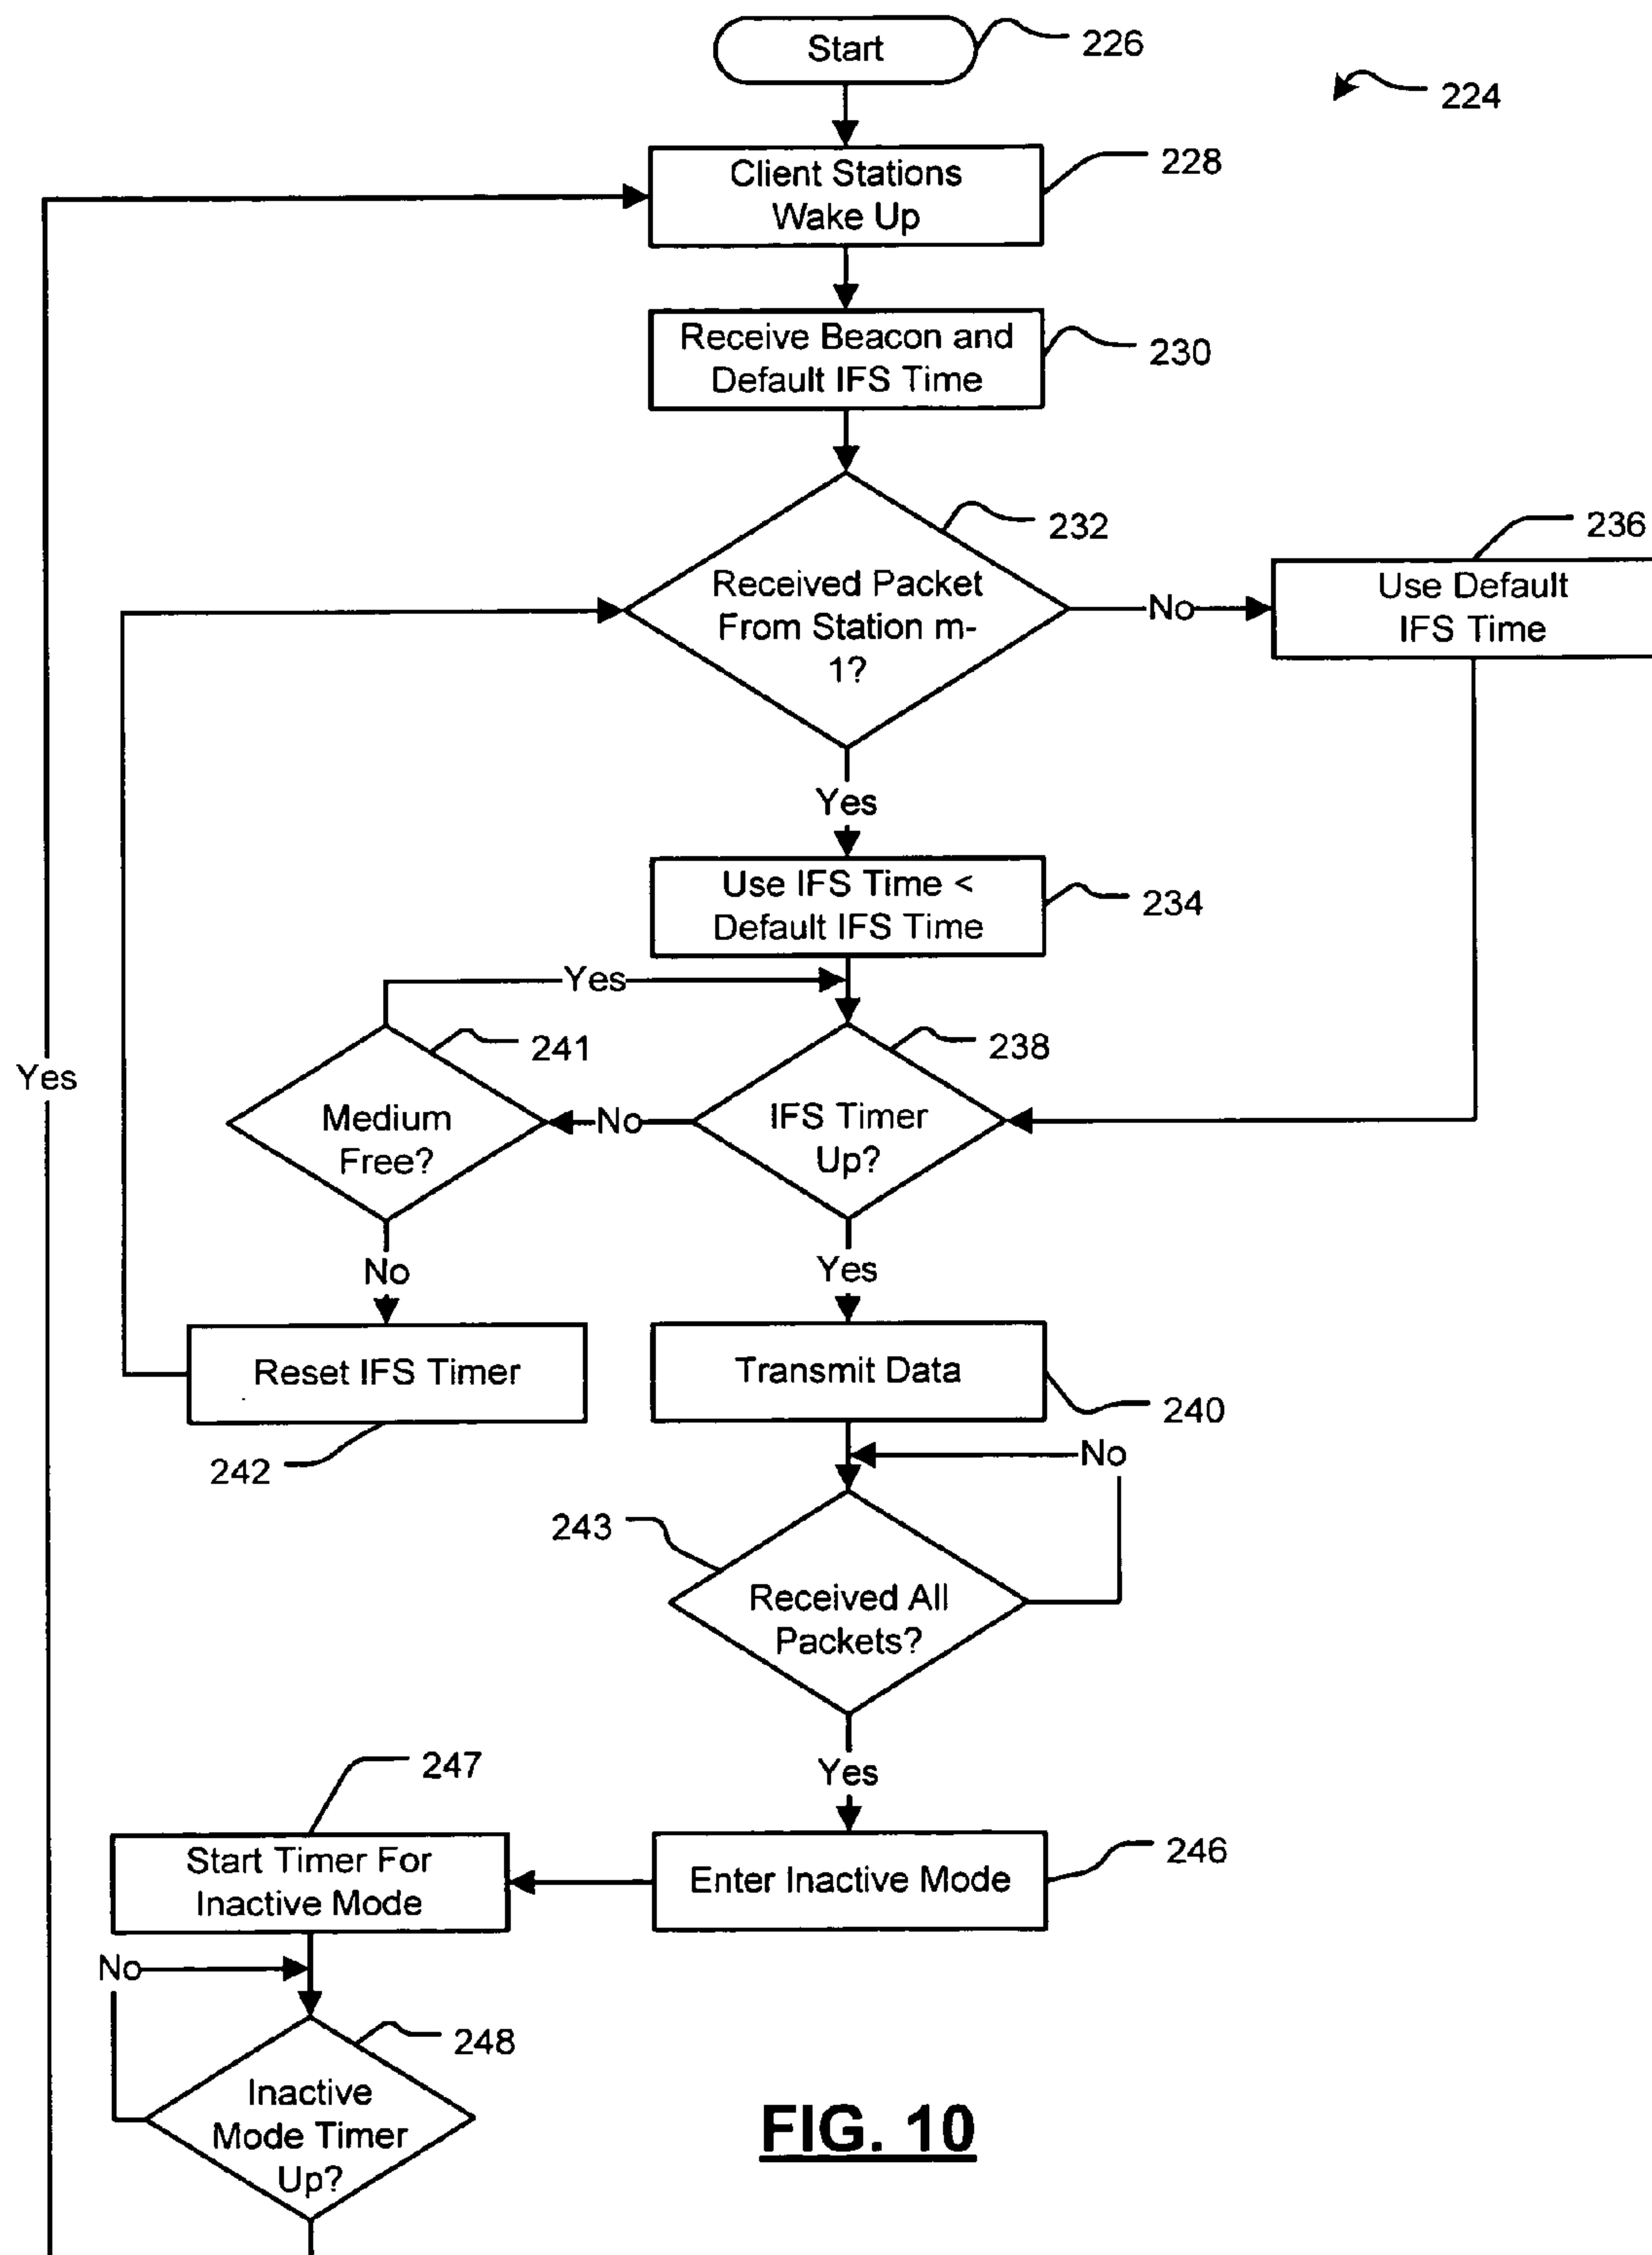 Start
226
224
Client Stations
Wake Up
228
Receive Beacon and
Default IFS Time
230
232
236
Received Packet
From Station m-
1?
No
Use Default
IFS Time
Yes
Use IFS Time <
Default IFS Time
234
Yes
241
238
Yes
Medium
Free?
No
IFS Timer
Up?
No
Yes
Reset IFS Timer
Transmit Data
240
242
No
243
Received All
Packets?
Yes
247
Start Timer For
Inactive Mode
Enter Inactive Mode
246
No
248
Inactive
Mode Timer
Up?
FIG. 10